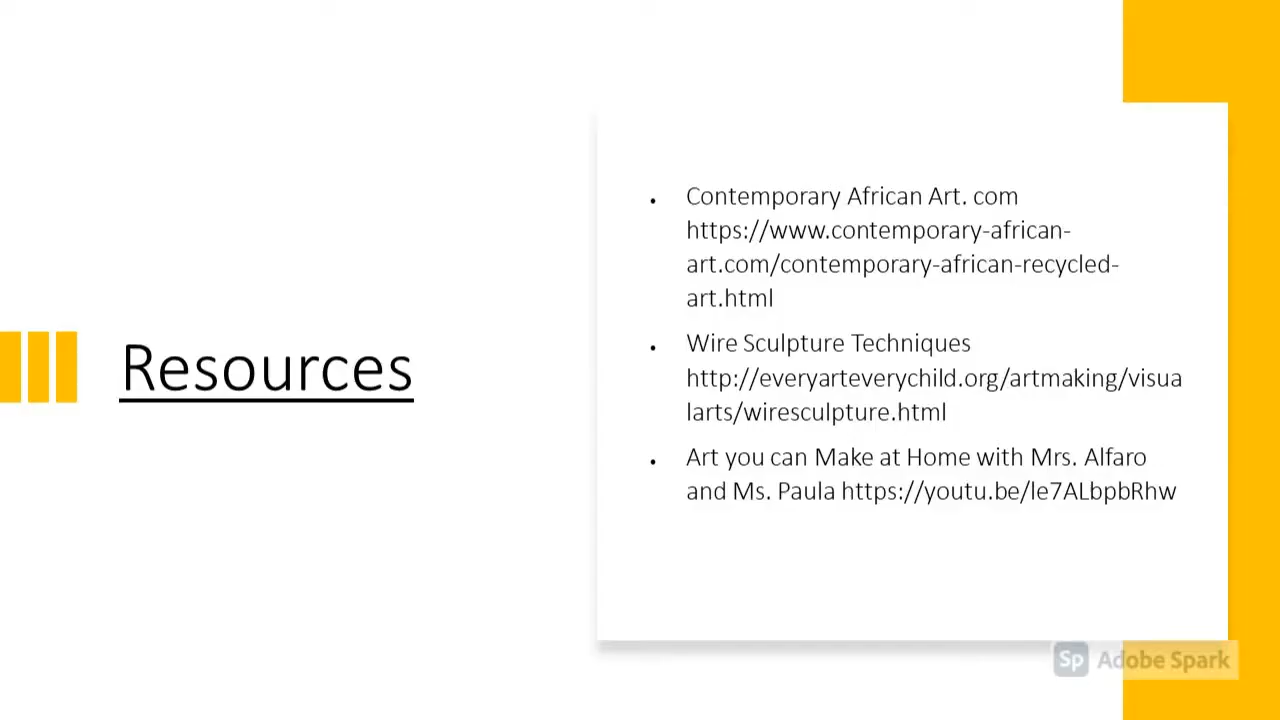 Resources
Contemporary African Art. com
https://www.contemporary-african-
art.com/contemporary-african-recycled-
art.html
Wire Sculpture Techniques
http://everyarteverychild.org/artmaking/visua
larts/wiresculpture.html
Art you can Make at Home with Mrs. Alfaro
and Ms. Paula https://youtu.be/le7ALbpbRhw
Sp Adobe Spark